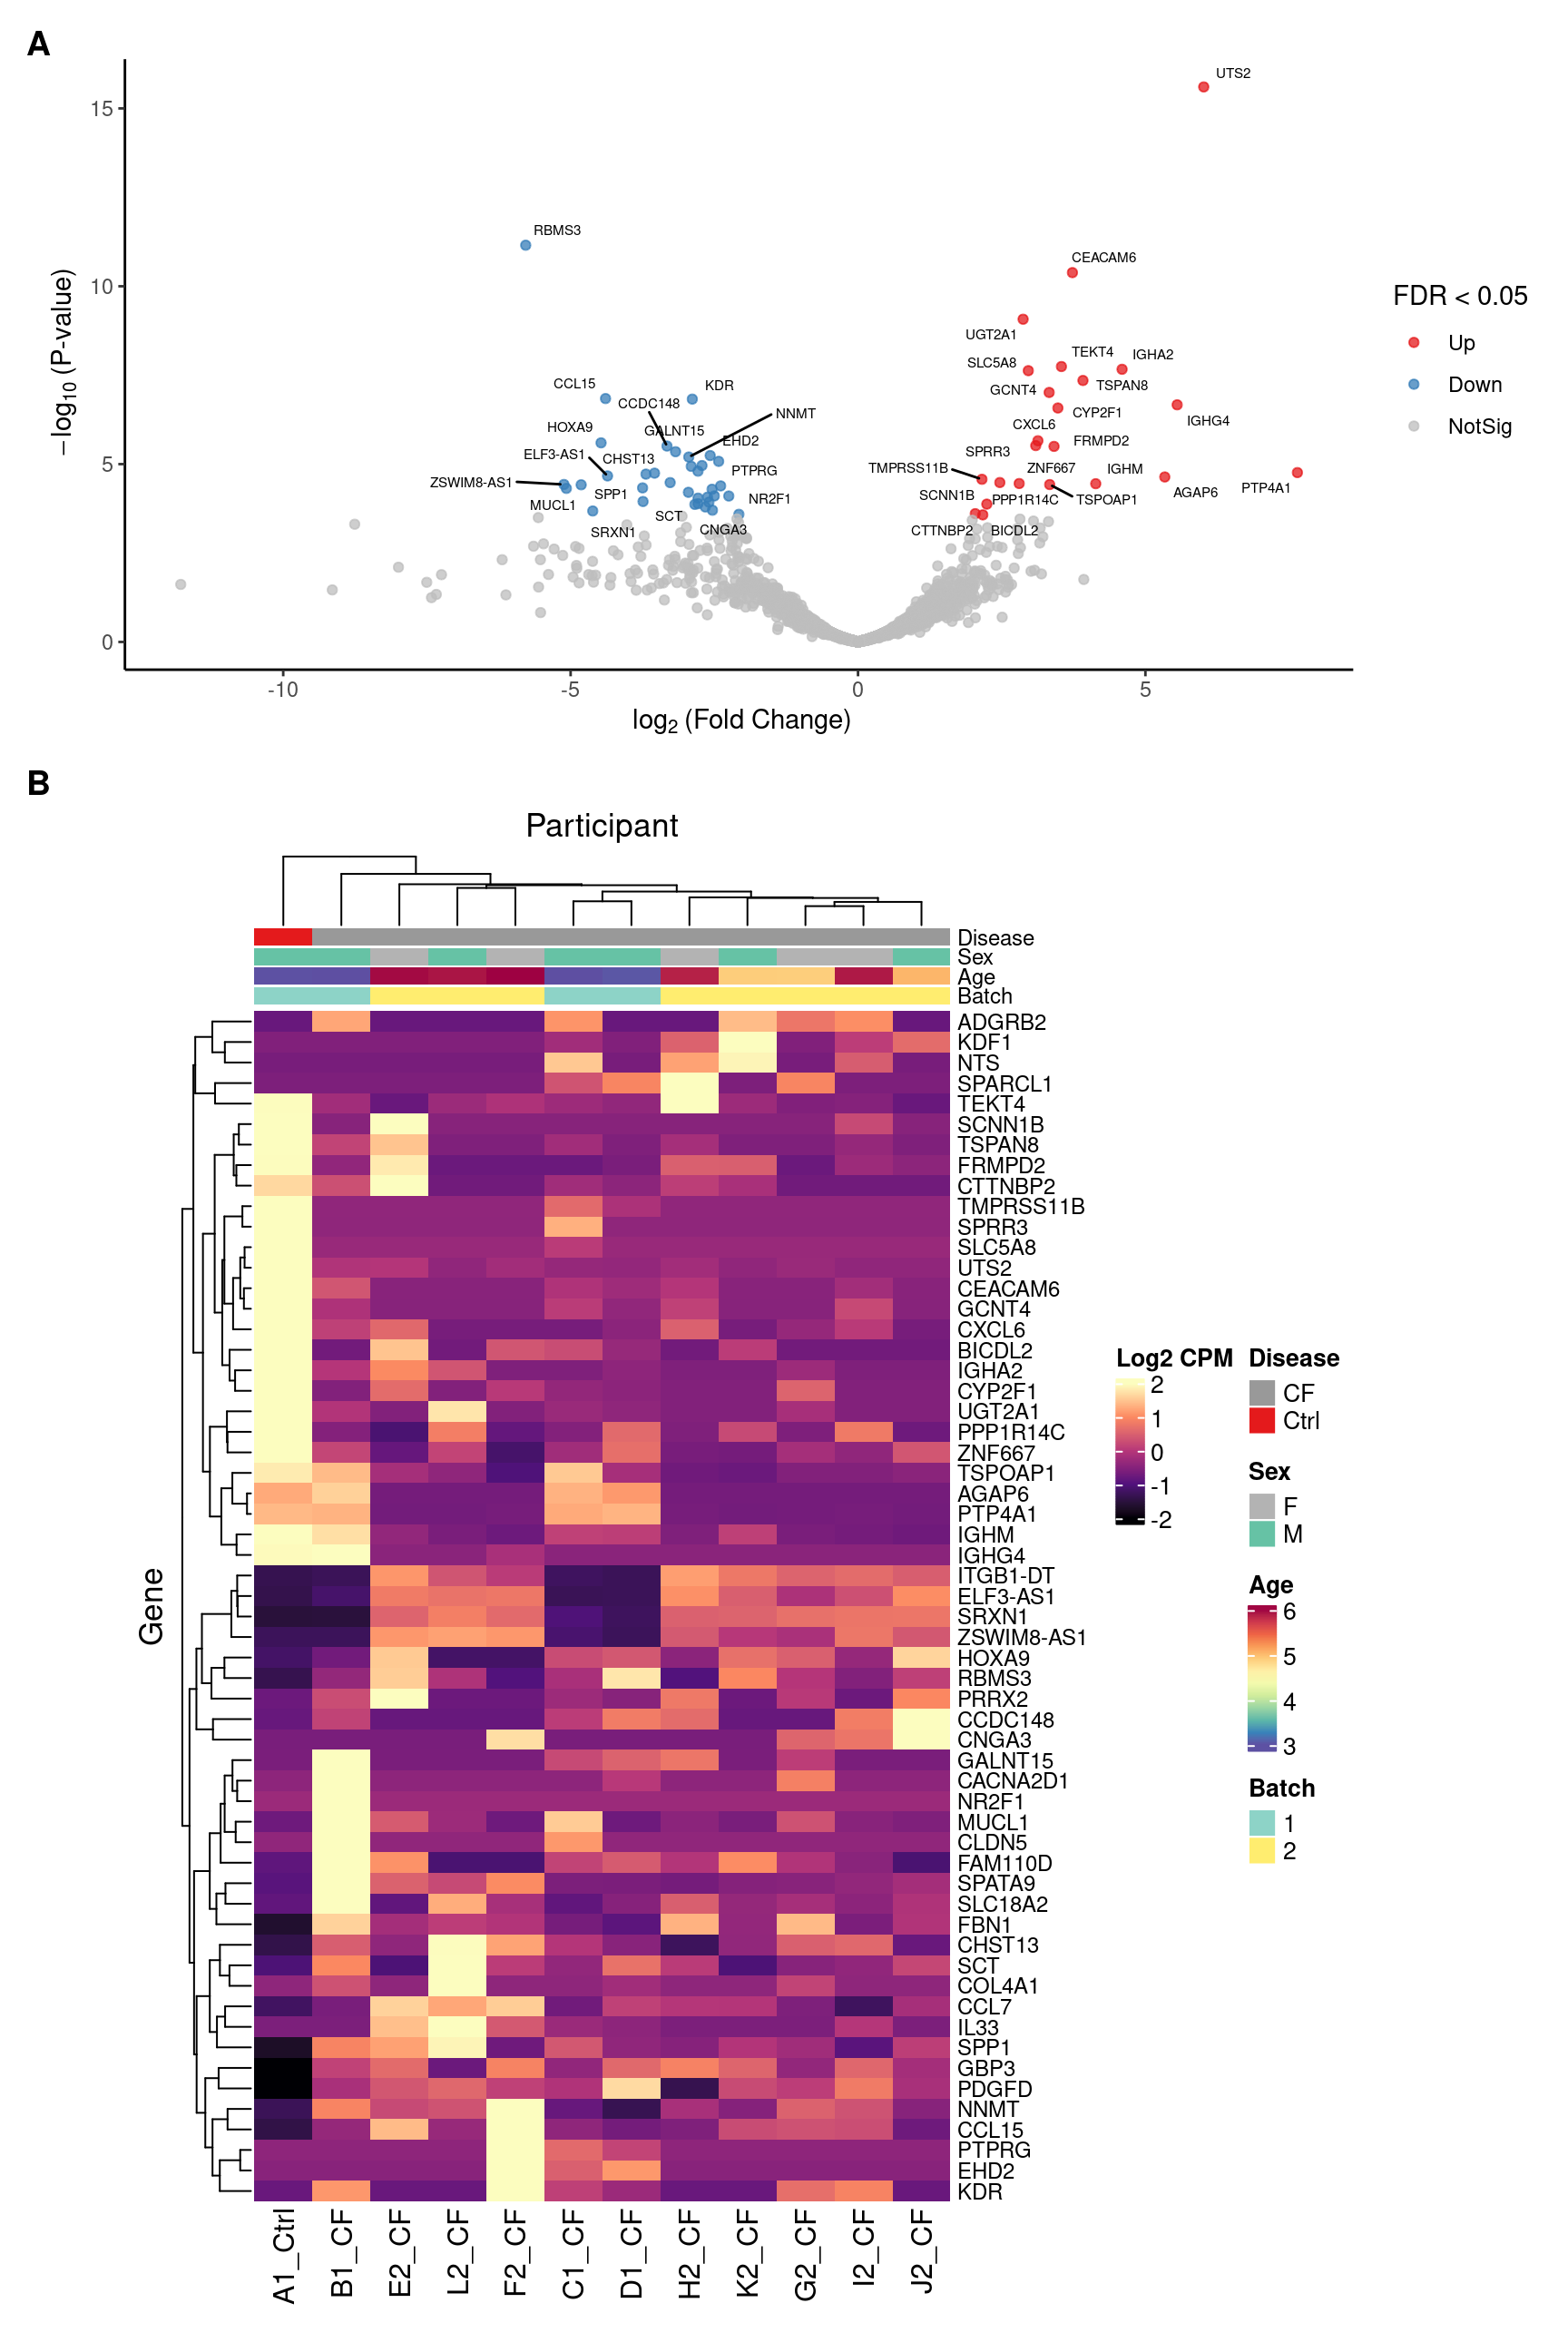 A
UTS2
15
RBMS3
CEACAM6
10
UGT2A1
TEKT4
IGHA2
SLC5A8
CCL15
KDR
GCNT4
TSPAN8
CCDC148
NNMT
CYP2F1
IGHG4
HOXA9
GALNT15
EHD2
CXCL6
FRMPD2
ELF3-AS1
CHST13
SPRR3
5
PTPRG
TMPRSS11B
ZNF667
IGHM
ZSWIM8-AS1
SPP1
NR2F1
SCNN1B
PPP1R14C
TSPOAP1
AGAP6
PTP4A1
MUCL1
SCT
SRXN1
CNGA3
CTTNBP2
BICDL2
0
−log10 (P-value)
-10
-5
0
5
log2 (Fold Change)
FDR < 0.05
Up
Down
NotSig
B
Participant
Disease
Sex
Age
Batch
ADGRB2
KDF1
NTS
SPARCL1
TEKT4
SCNN1B
TSPAN8
FRMPD2
CTTNBP2
TMPRSS11B
SPRR3
SLC5A8
UTS2
CEACAM6
GCNT4
CXCL6
BICDL2
IGHA2
CYP2F1
UGT2A1
PPP1R14C
ZNF667
TSPOAP1
AGAP6
PTP4A1
IGHM
IGHG4
ITGB1-DT
ELF3-AS1
SRXN1
ZSWIM8-AS1
HOXA9
RBMS3
PRRX2
CCDC148
CNGA3
GALNT15
CACNA2D1
NR2F1
MUCL1
CLDN5
FAM110D
SPATA9
SLC18A2
FBN1
CHST13
SCT
COL4A1
CCL7
IL33
SPP1
GBP3
PDGFD
NNMT
CCL15
PTPRG
EHD2
KDR
Gene
A1_Ctrl
B1_CF
E2_CF
L2_CF
F2_CF
C1_CF
D1_CF
H2_CF
K2_CF
G2_CF
I2_CF
J2_CF
Log2 CPM
2
1
0
-1
-2
Disease
CF
Ctrl
Sex
F
M
Age
6
5
4
3
Batch
1
2